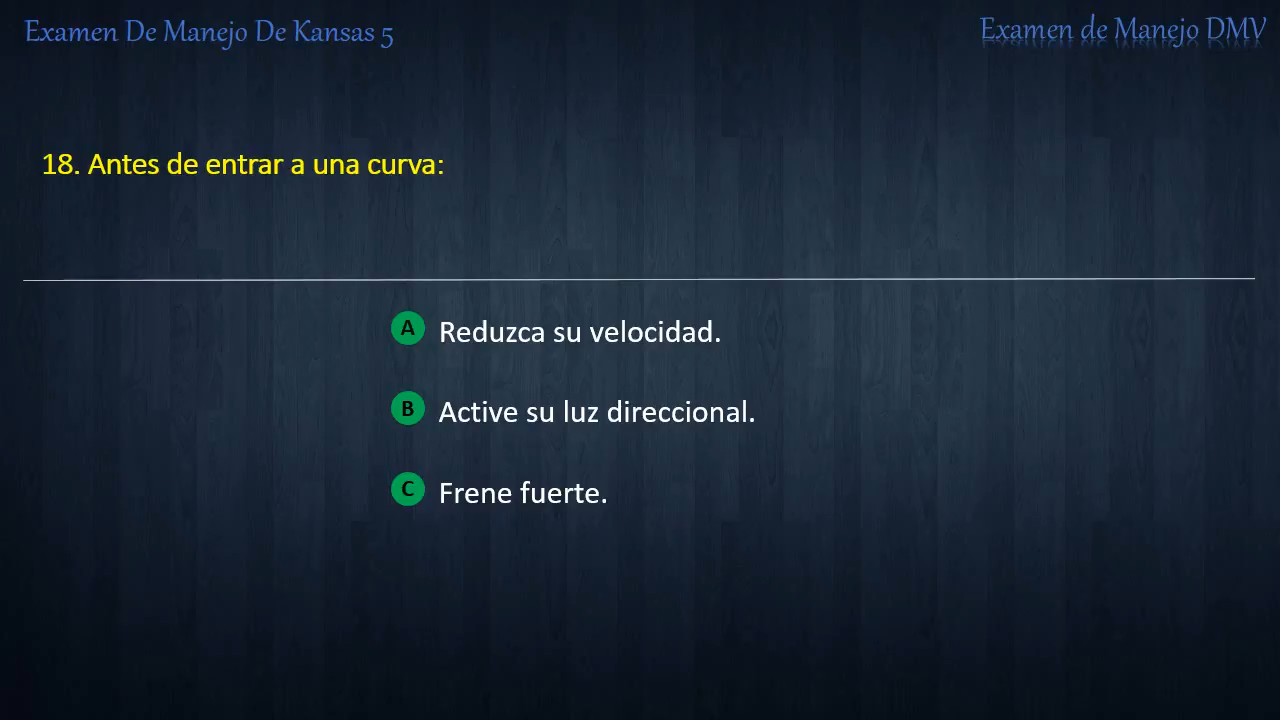 Examen De Manejo De Kansas 5
Examen de Manejo DMV
18. Antes de entrar a una curva:
A Reduzca su velocidad.
B Active su luz direccional.
C Frene fuerte.